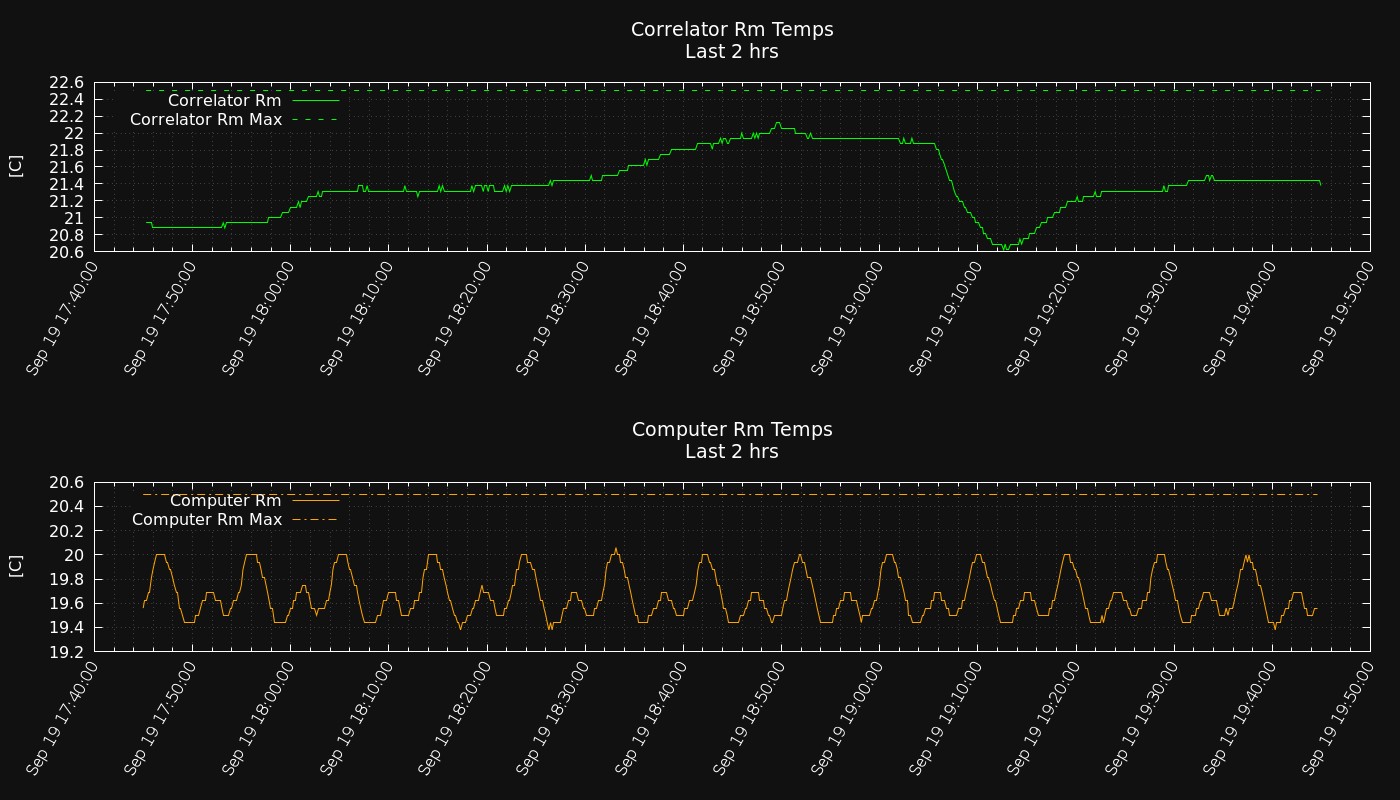 Correlator Rm Temps
Last 2 hrs
22.6
22.4
22.2
22
21.8
21.6
21.4
21.2
21
20.8
20.6
[C]
Correlator Rm
Correlator Rm Max
Sep 19 17:40:00
Sep 19 17:50:00
Sep 19 18:00:00
Sep 19 18:10:00
Sep 19 18:20:00
Sep 19 18:30:00
Sep 19 18:40:00
Sep 19 18:50:00
Sep 19 19:00:00
Sep 19 19:10:00
Sep 19 19:20:00
Sep 19 19:30:00
Sep 19 19:40:00
Sep 19 19:50:00
Computer Rm Temps
Last 2 hrs
20.6
20.4
20.2
20
19.8
19.6
19.4
19.2
[C]
Computer Rm
Computer Rm Max
Sep 19 17:40:00
Sep 19 17:50:00
Sep 19 18:00:00
Sep 19 18:10:00
Sep 19 18:20:00
Sep 19 18:30:00
Sep 19 18:40:00
Sep 19 18:50:00
Sep 19 19:00:00
Sep 19 19:10:00
Sep 19 19:20:00
Sep 19 19:30:00
Sep 19 19:40:00
Sep 19 19:50:00